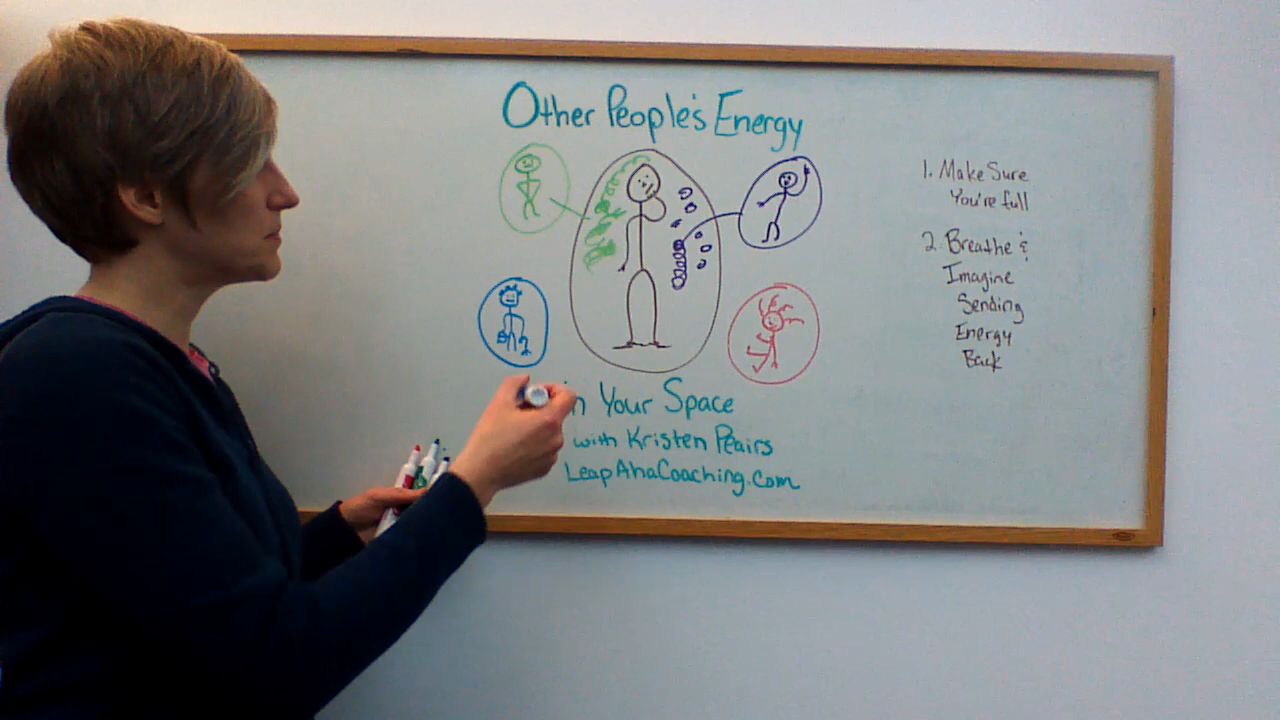 Other People's Energy
1. Make Sure
You're full
2. Breathe &
Imagine
Sending
Energy
Back
Your Space
with Kristen Peairs
LeapAhaCoaching.com